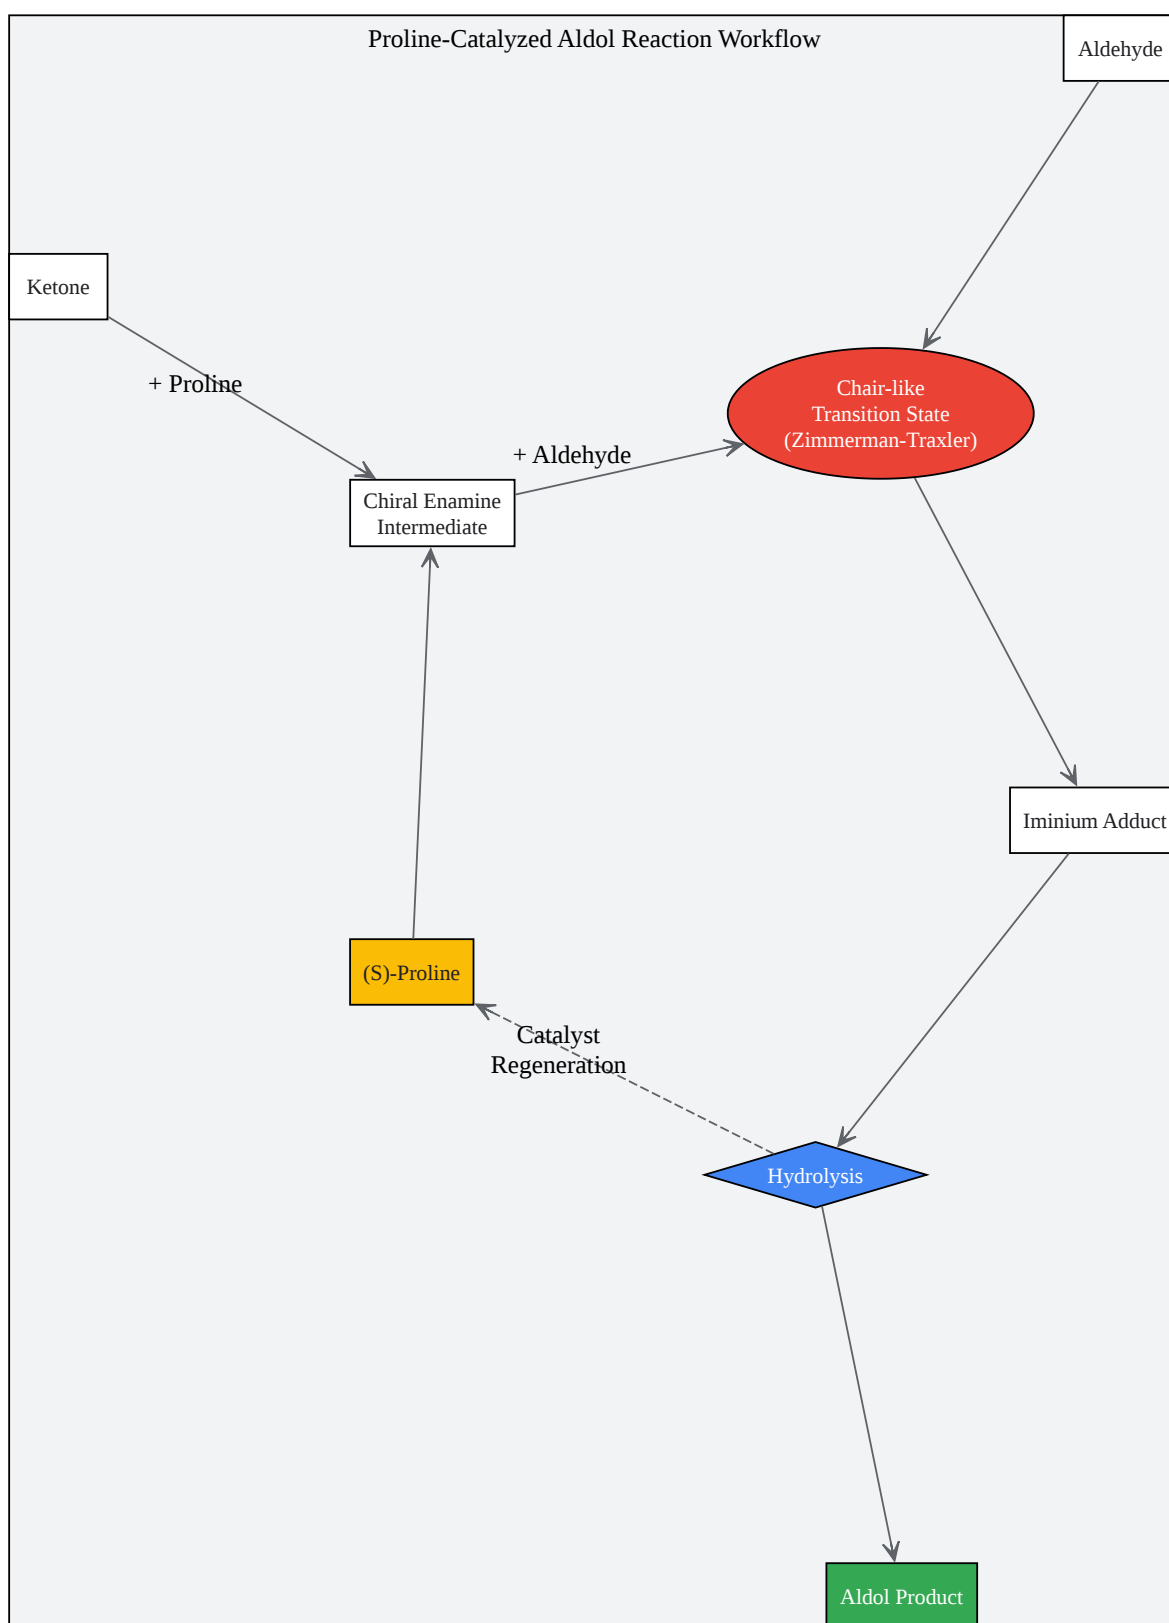 Proline-Catalyzed Aldol Reaction Workflow
Aldehyde
Ketone
+ Proline
Chair-like
Transition State
(Zimmerman-Traxler)
+ Aldehyde
Chiral Enamine
Intermediate
Iminium Adduct
(S)-Proline
Catalyst
Regeneration
Hydrolysis
Aldol Product